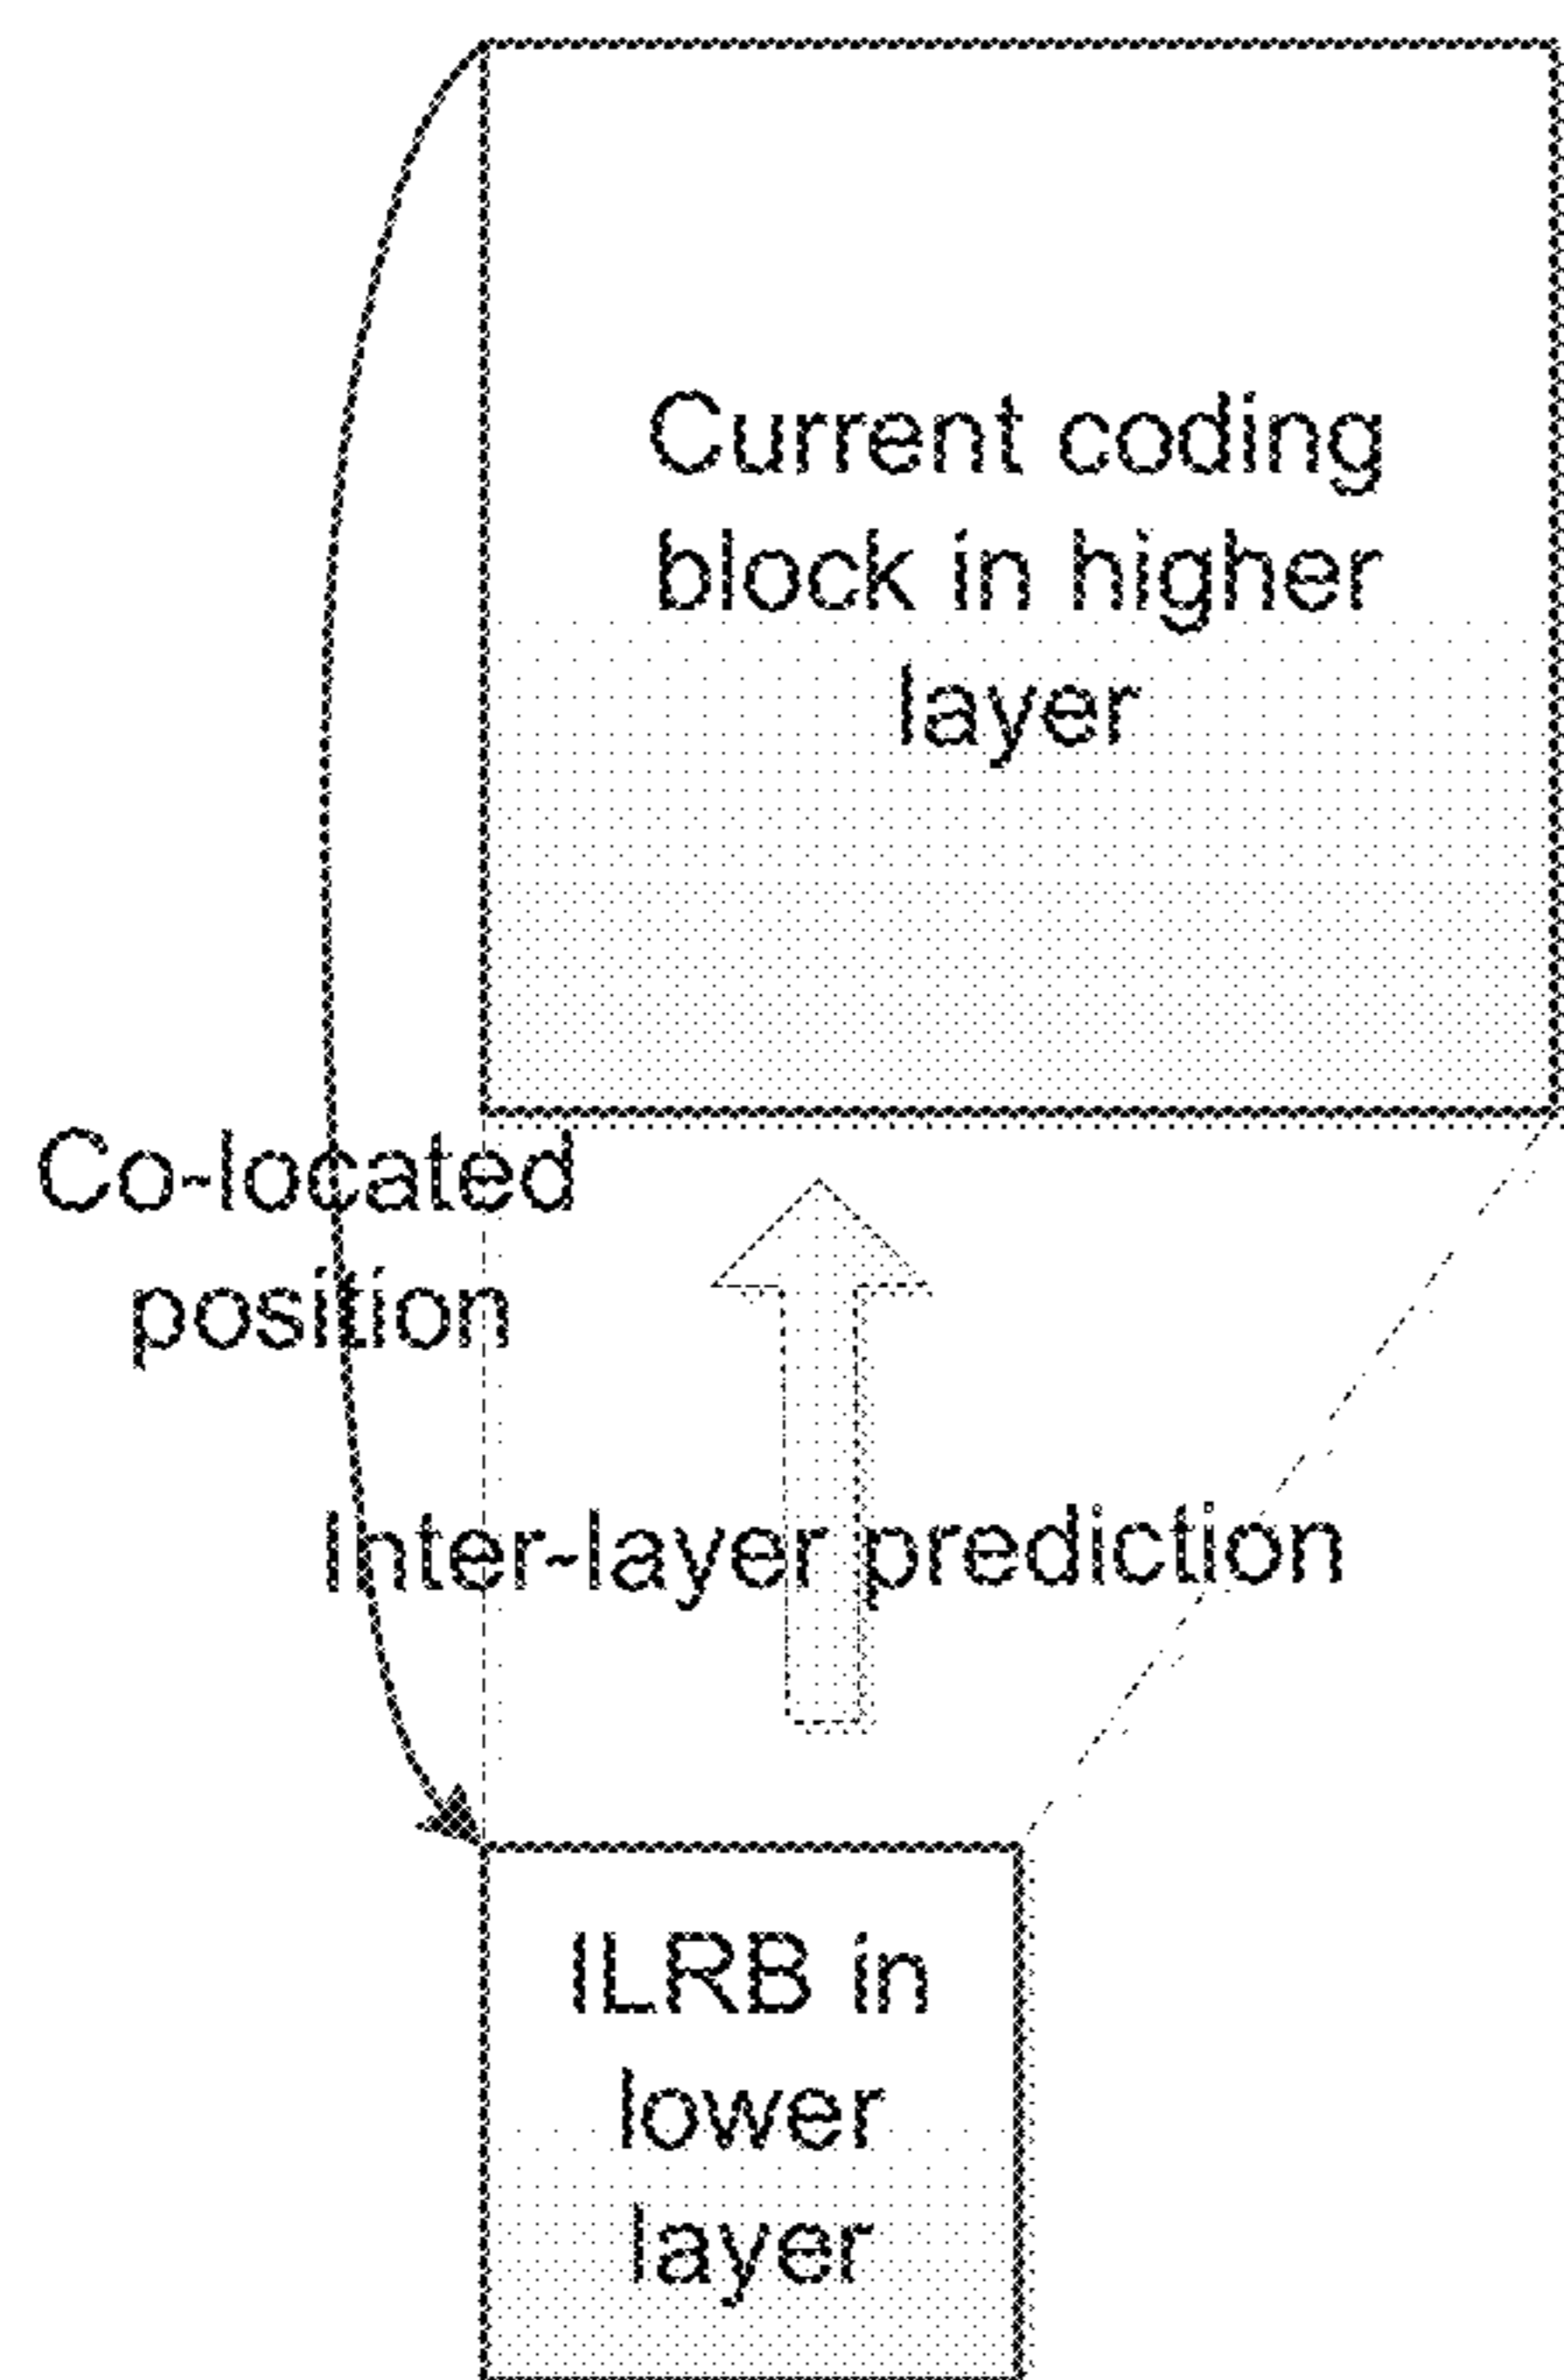 Current coding
block in higher
layer
Co-located
position
Inter-layer prediction
ILRB in
lower
layer